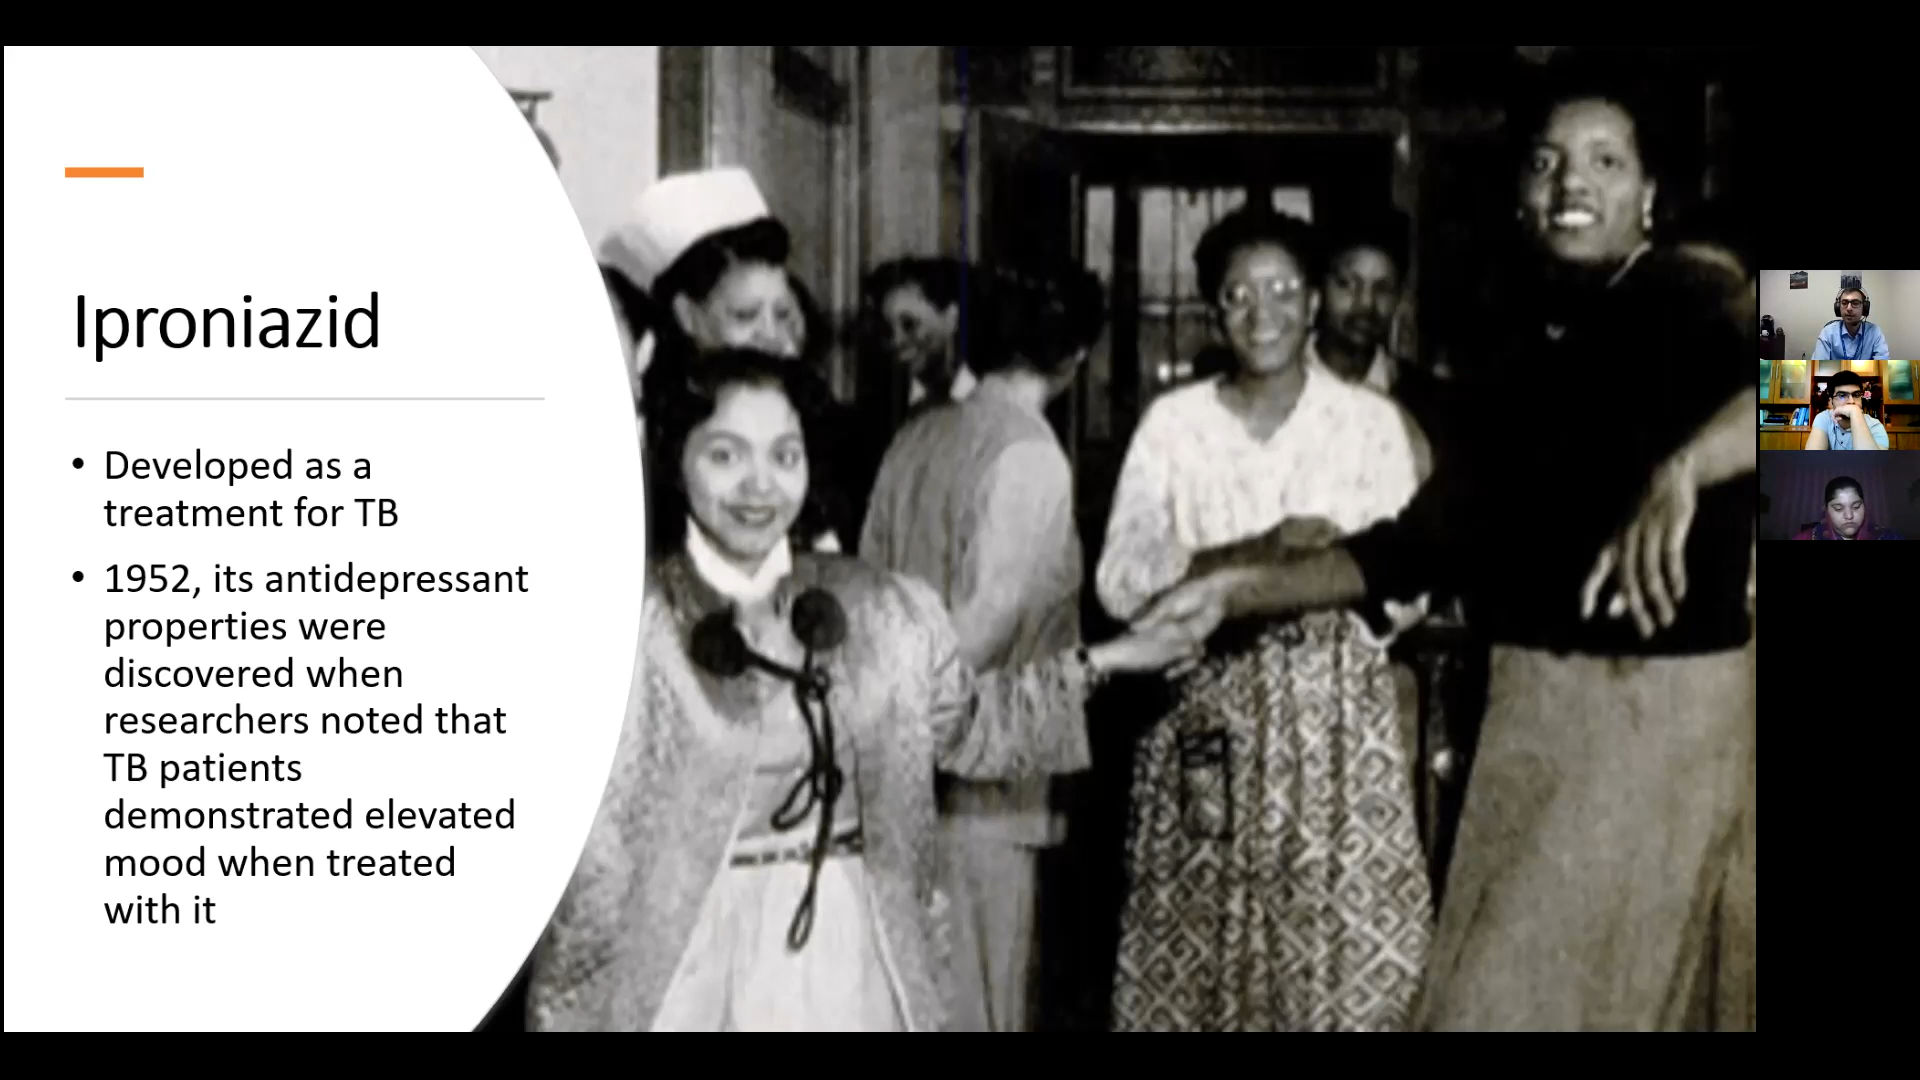 Iproniazid
• Developed as a
treatment for TB
• 1952, its antidepressant
properties were
discovered when
researchers noted that
TB patients
demonstrated elevated
mood when treated
with it